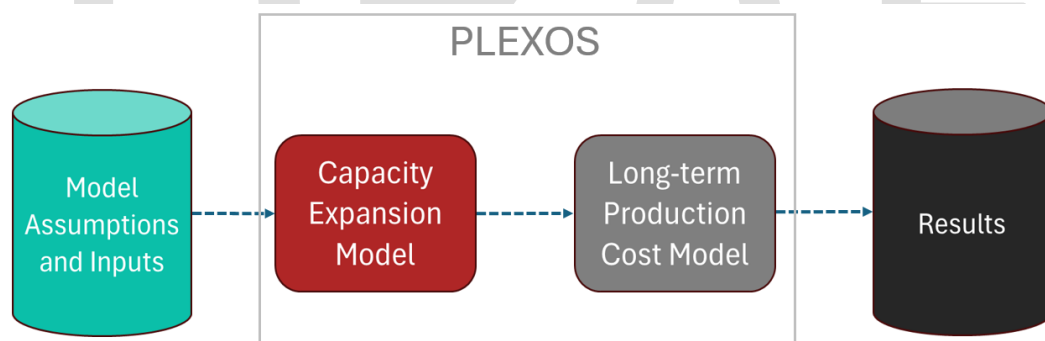 PLEXOS
Model
Assumptions
and Inputs
Capacity
Expansion
Model
Long-term
Production
Cost Model
Results